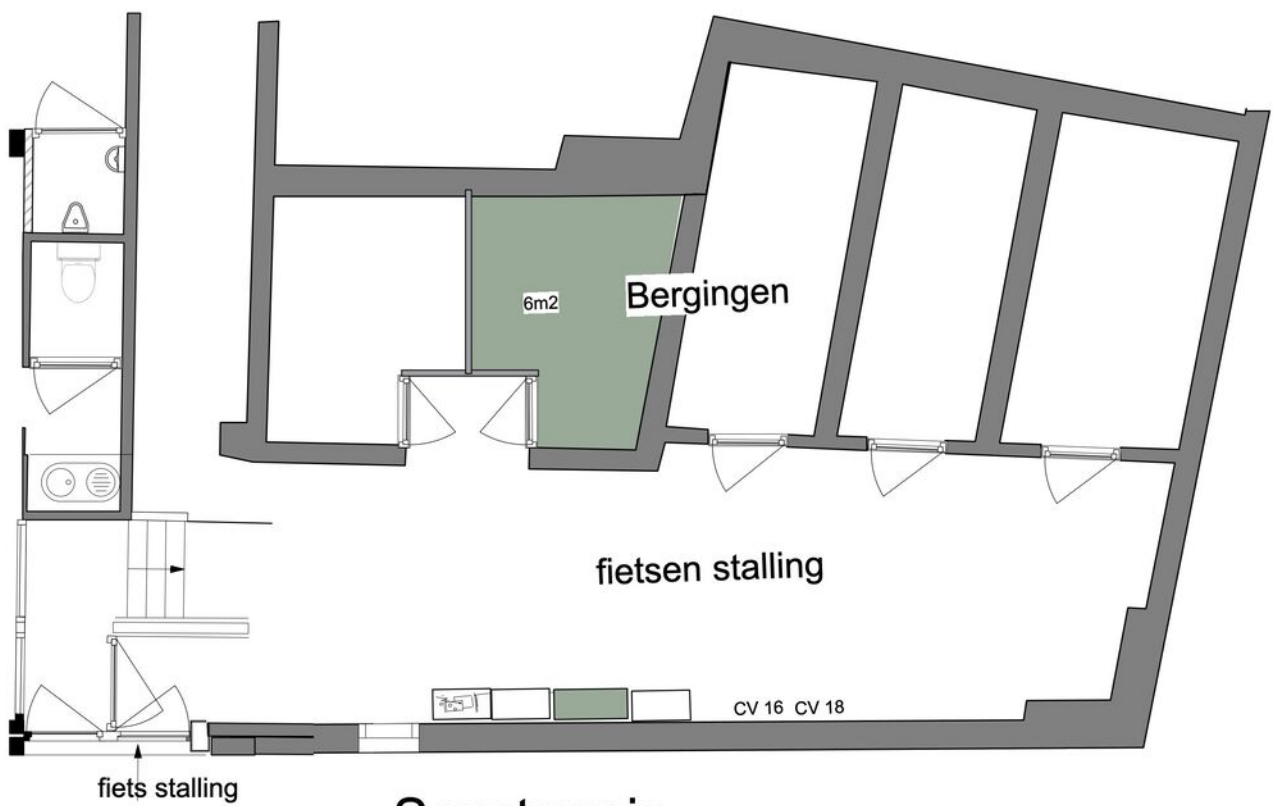 6m2
Bergingen
fietsen stalling
CV 16 CV 18
fiets stalling